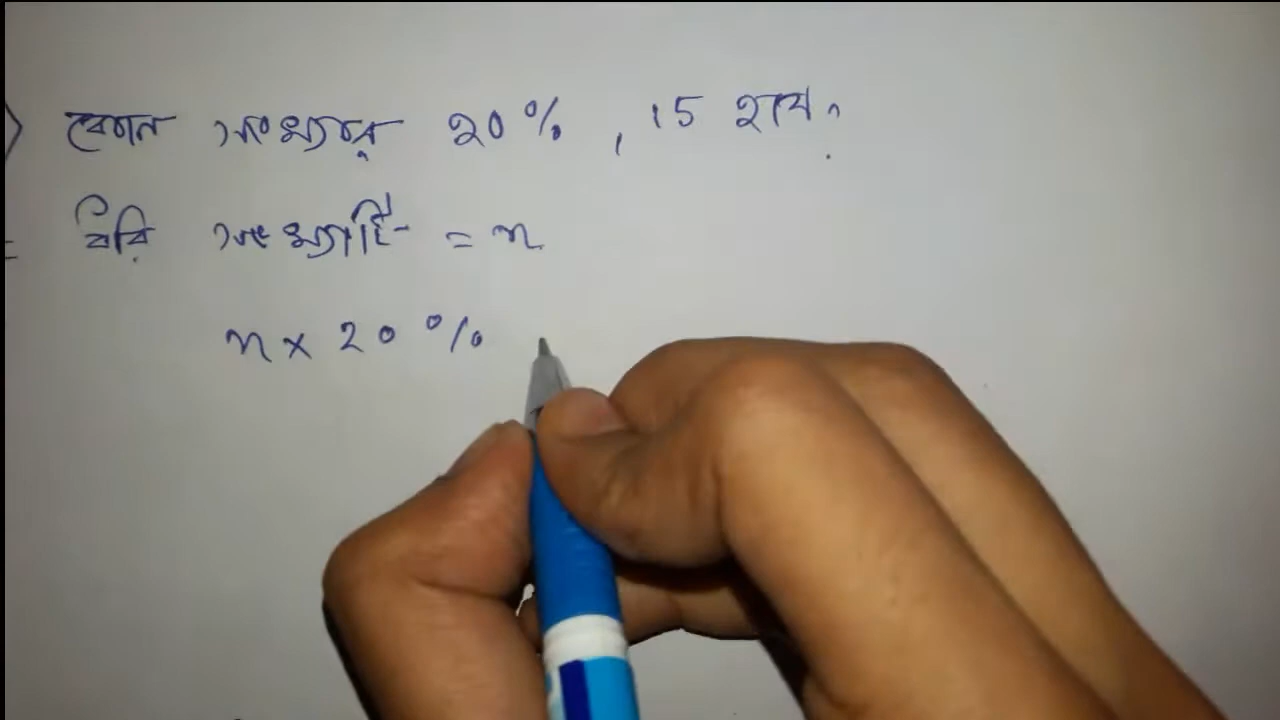 ) কোন সংখ্যার 20%, 15 হবে?
= ধরি সংখ্যাটি = n
n × 20%